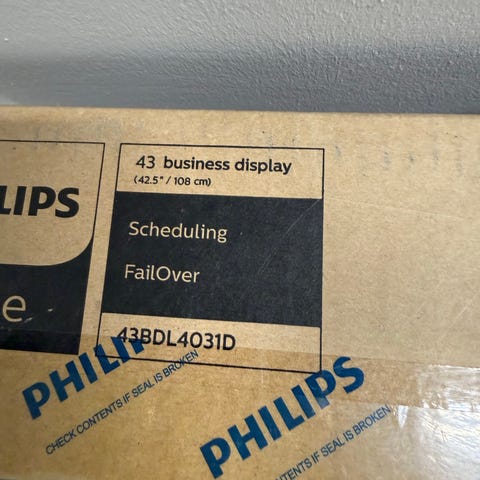 LIPS
e
43 business display
(42.5" / 108 cm)
Scheduling
FailOver
43BDL4031D
PHILIPS
CHECK CONTENTS IF SEAL IS BROKEN
PHILIPS
TENTS IF SEAL IS BROKEN